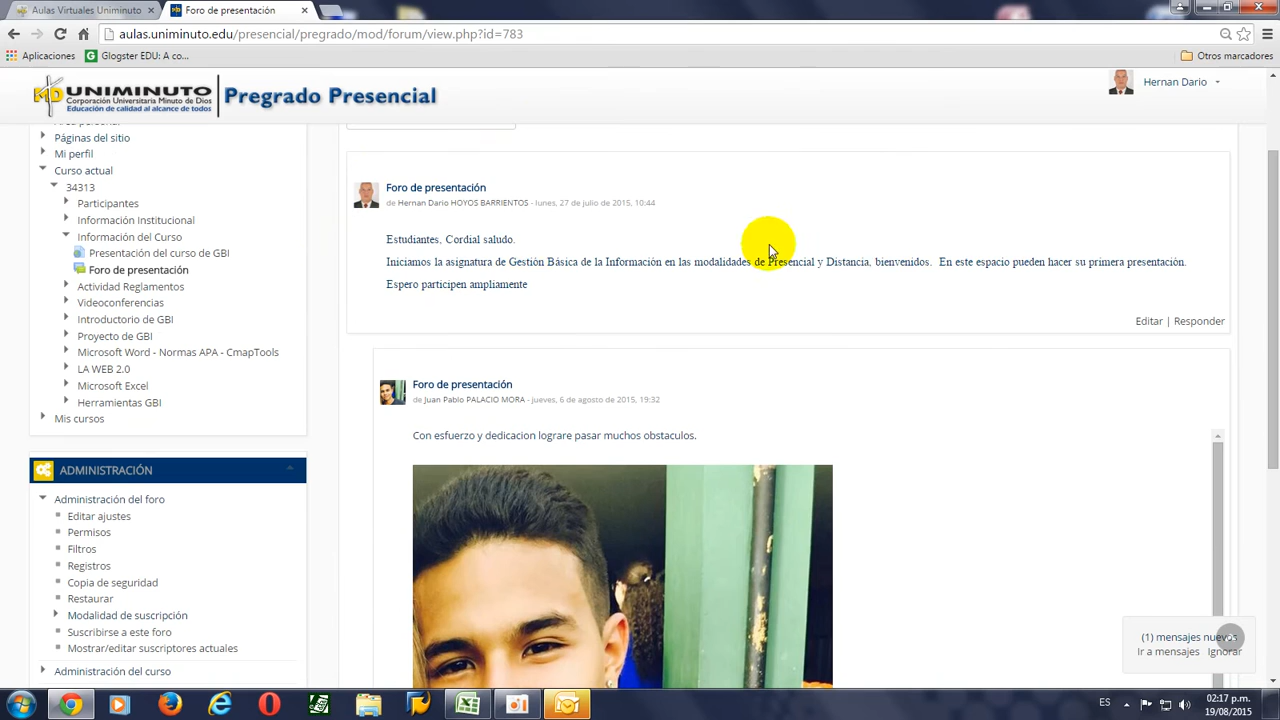 Aulas Virtuales Uniminuto
Foro de presentación
aulas.uniminuto.edu/presencial/pregrado/mod/forum/view.php?id=783
Aplicaciones
Glogster EDU: A co...
Otros marcadores
UNIMINUTO
Corporación Universitaria Minuto de Dios
Educación de calidad al alcance de todos
Pregrado Presencial
Hernan Dario
Páginas del sitio
Mi perfil
Curso actual
34313
Participantes
Información Institucional
Información del Curso
Presentación del curso de GBI
Foro de presentación
Actividad Reglamentos
Videoconferencias
Introductorio de GBI
Proyecto de GBI
Microsoft Word - Normas APA - CmapTools
LA WEB 2.0
Microsoft Excel
Herramientas GBI
Mis cursos
ADMINISTRACIÓN
Administración del foro
Editar ajustes
Permisos
Filtros
Registros
Copia de seguridad
Restaurar
Modalidad de suscripción
Suscribirse a este foro
Mostrar/editar suscriptores actuales
Administración del curso
Foro de presentación
de Hernan Dario HOYOS BARRIENTOS - lunes, 27 de julio de 2015, 10:44
Estudiantes, Cordial saludo.
Iniciamos la asignatura de Gestión Básica de la Información en las modalidades de Presencial y Distancia, bienvenidos. En este espacio pueden hacer su primera presentación.
Espero participen ampliamente
Editar | Responder
Foro de presentación
de Juan Pablo PALACIO MORA - jueves, 6 de agosto de 2015, 19:32
Con esfuerzo y dedicacion lograre pasar muchos obstaculos.
(1) mensajes nuevos
Ir a mensajes Ignorar
ES
02:17 p.m.
19/08/2015